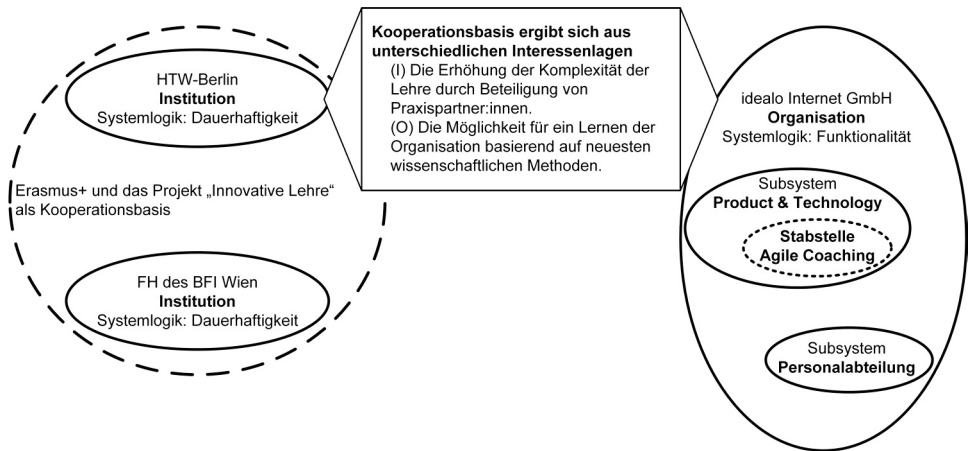 HTW-Berlin
Institution
Systemlogik: Dauerhaftigkeit
Erasmus+ und das Projekt „Innovative Lehre“
als Kooperationsbasis
FH des BFI Wien
Institution
Systemlogik: Dauerhaftigkeit
Kooperationsbasis ergibt sich aus
unterschiedlichen Interessenlagen
(I) Die Erhöhung der Komplexität der
Lehre durch Beteiligung von
Praxispartner:innen.
(O) Die Möglichkeit für ein Lernen der
Organisation basierend auf neuesten
wissenschaftlichen Methoden.
idealo Internet GmbH
Organisation
Systemlogik: Funktionalität
Subsystem
Product & Technology
Stabstelle
Agile Coaching
Subsystem
Personalabteilung